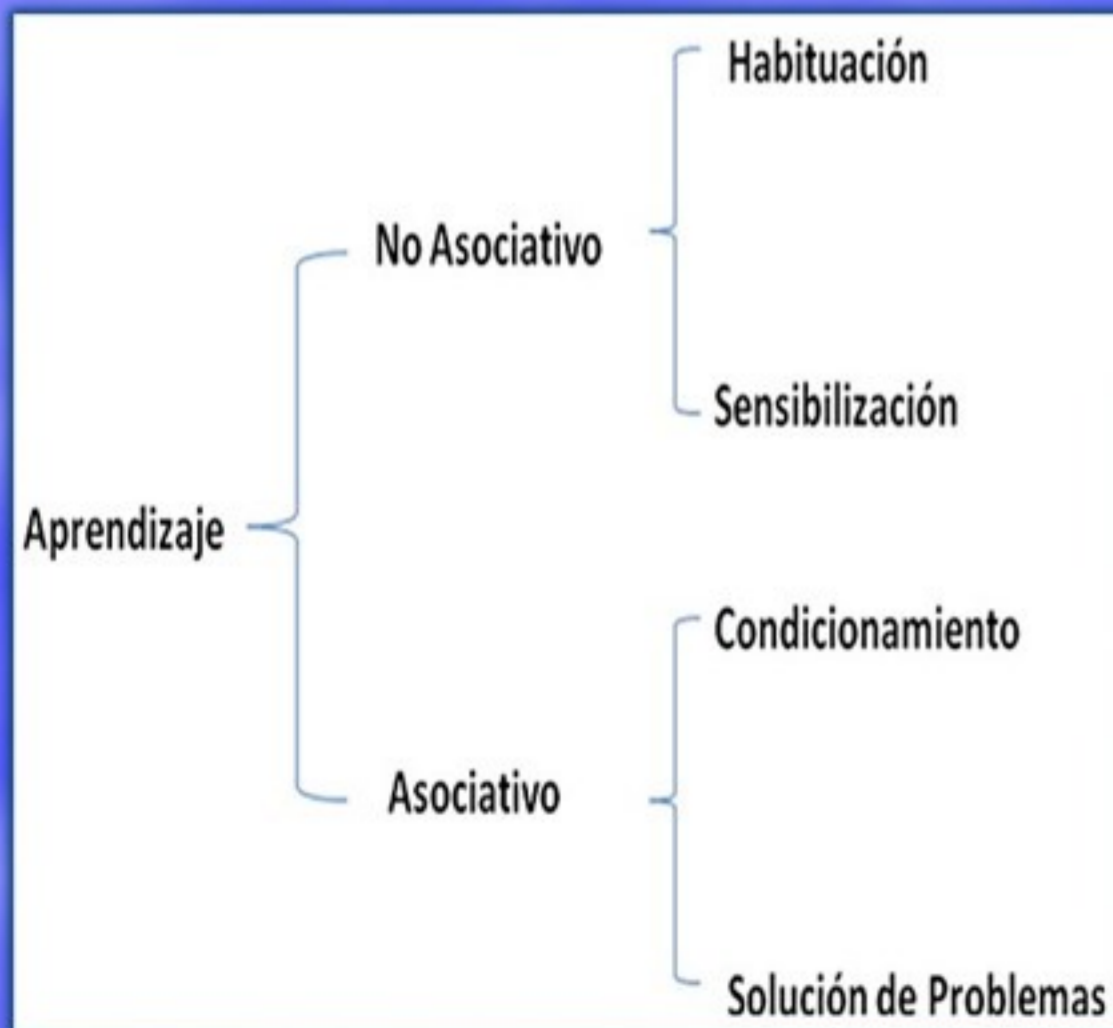 Habituación
No Asociativo
Sensibilización
Aprendizaje
Condicionamiento
Asociativo
Solución de Problemas